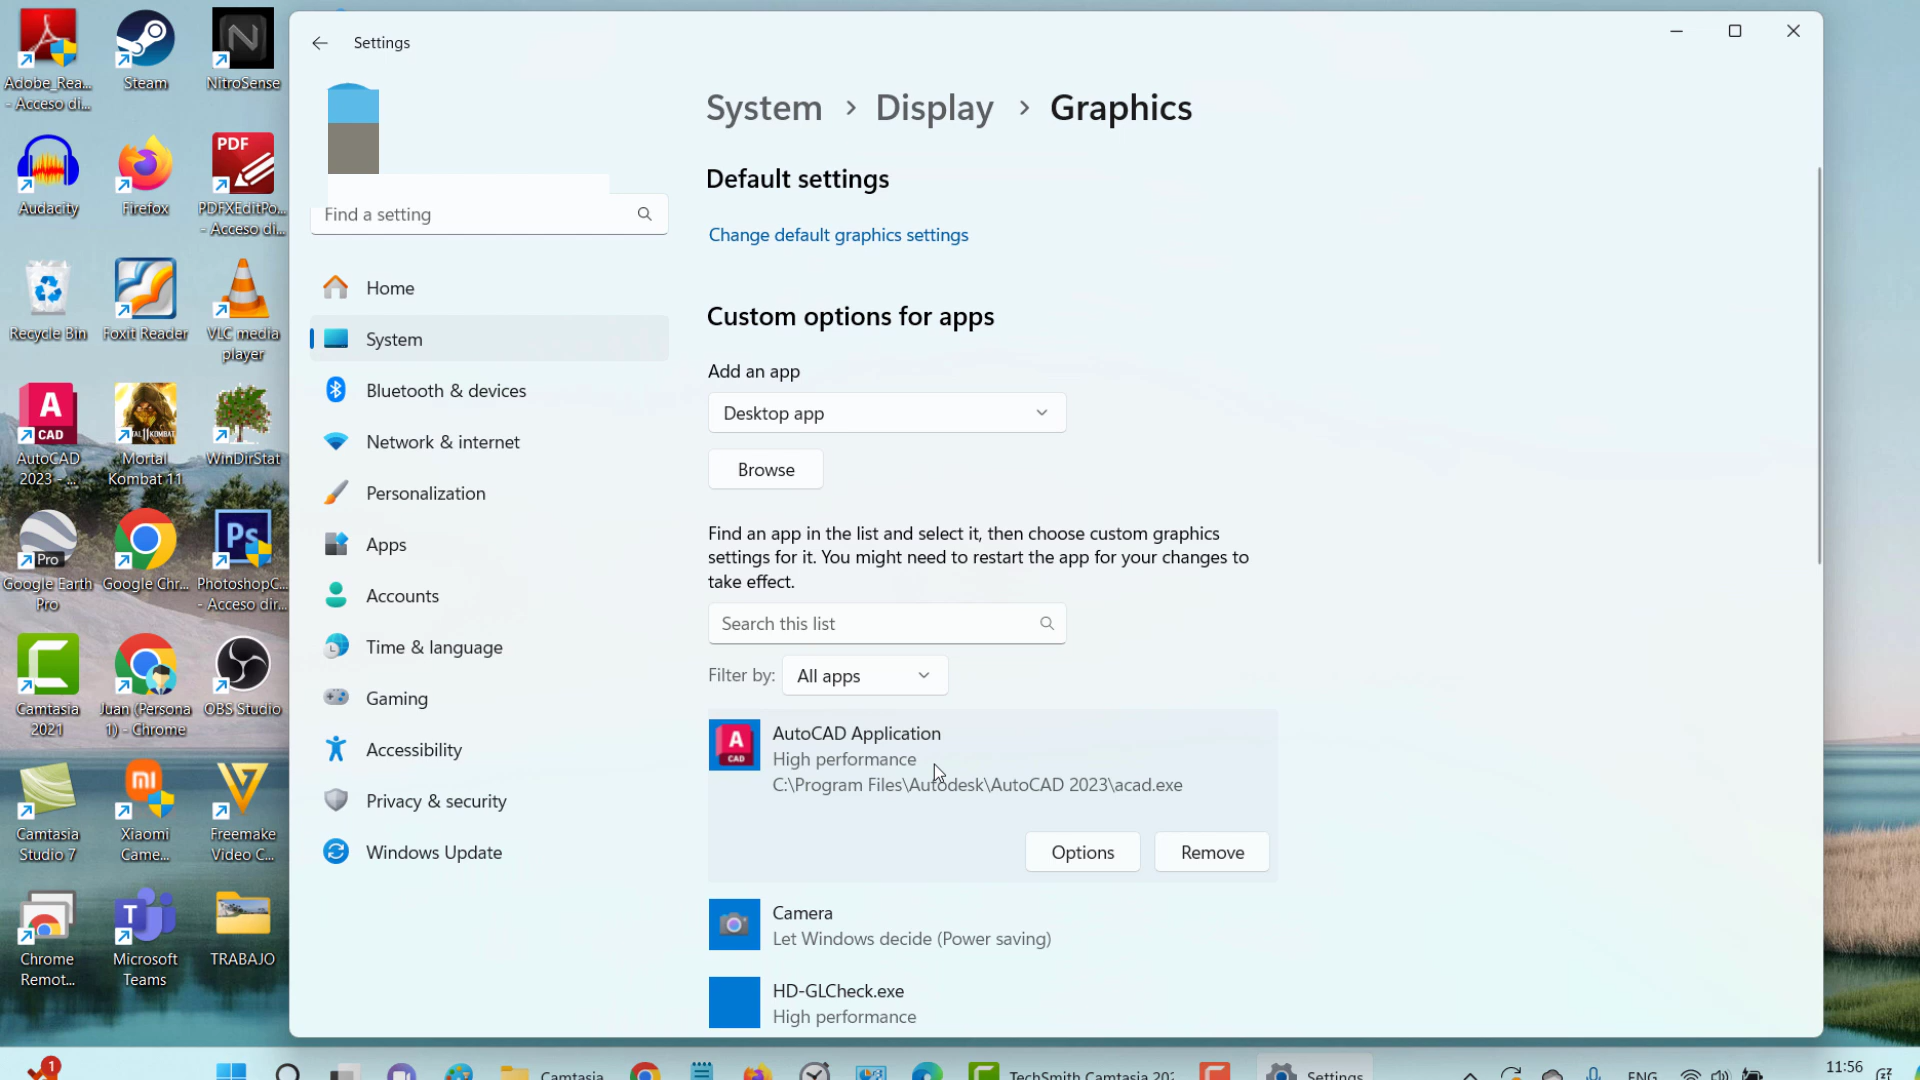 Adobe_Rea...
- Acceso di...
Steam
NitroSense
Audacity
Firefox
PDF
PDFXEditPo...
- Acceso di...
Recycle Bin
Foxit Reader
VLC media
player
A
CAD
AutoCAD
2023 - ...
Mortal
Kombat 11
WinDirStat
Pro
Google Earth
Pro
Google Chr...
Ps
PhotoshopC...
- Acceso dir...
Camtasia
2021
Juan (Persona
1) - Chrome
OBS Studio
Camtasia
Studio 7
mi
Xiaomi
Came...
Freemake
Video C...
Chrome
Remot...
T
Microsoft
Teams
TRABAJO
Settings
Find a setting
Home
System
Bluetooth & devices
Network & internet
Personalization
Apps
Accounts
Time & language
Gaming
Accessibility
Privacy & security
Windows Update
System > Display > Graphics
Default settings
Change default graphics settings
Custom options for apps
Add an app
Desktop app
Browse
Find an app in the list and select it, then choose custom graphics
settings for it. You might need to restart the app for your changes to
take effect.
Search this list
Filter by: All apps
A
CAD
AutoCAD Application
High performance
C:\Program Files\Autodesk\AutoCAD 2023\acad.exe
Options
Remove
Camera
Let Windows decide (Power saving)
HD-GLCheck.exe
High performance
1
Camtasia
TechSmith Camtasia 202
Settings
ENG
11:56